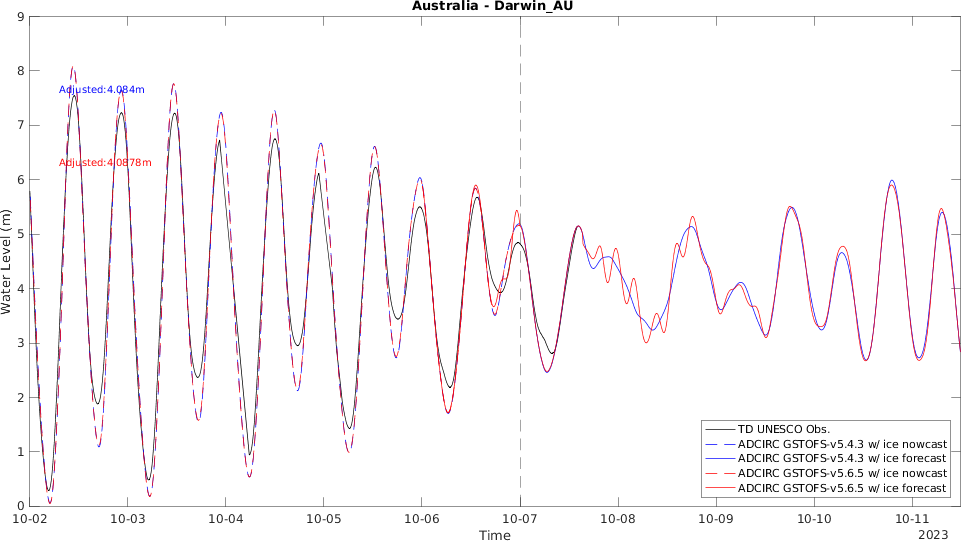 Australia - Darwin_AU
9
8
7
6
5
4
3
2
1
0
Water Level (m)
Adjusted:4.084m
Adjusted:4.0878m
TD UNESCO Obs.
ADCIRC GSTOFS-v5.4.3 w/ ice nowcast
ADCIRC GSTOFS-v5.4.3 w/ ice forecast
ADCIRC GSTOFS-v5.6.5 w/ ice nowcast
ADCIRC GSTOFS-v5.6.5 w/ ice forecast
10-02 10-03 10-04 10-05 10-06 10-07 10-08 10-09 10-10 10-11
Time
2023